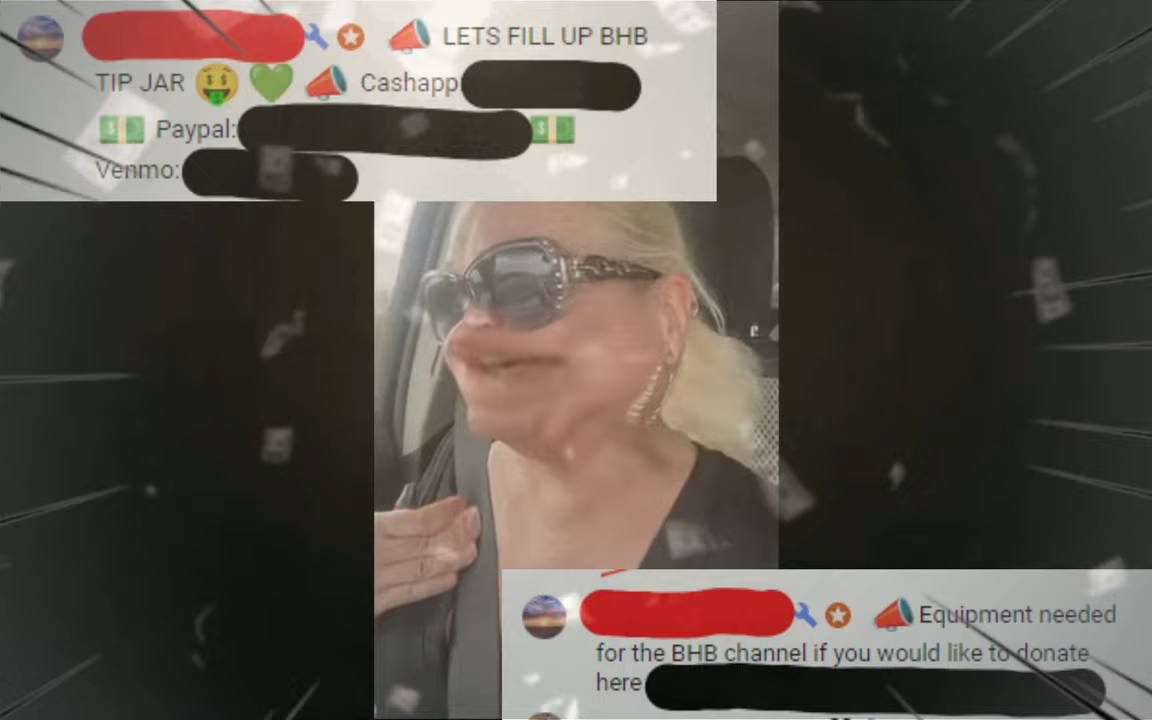 📣 LETS FILL UP BHB
TIP JAR 🤑 💚 📣 Cashapp:
💵 Paypal: 💵
Venmo:
📣 Equipment needed
for the BHB channel if you would like to donate
here